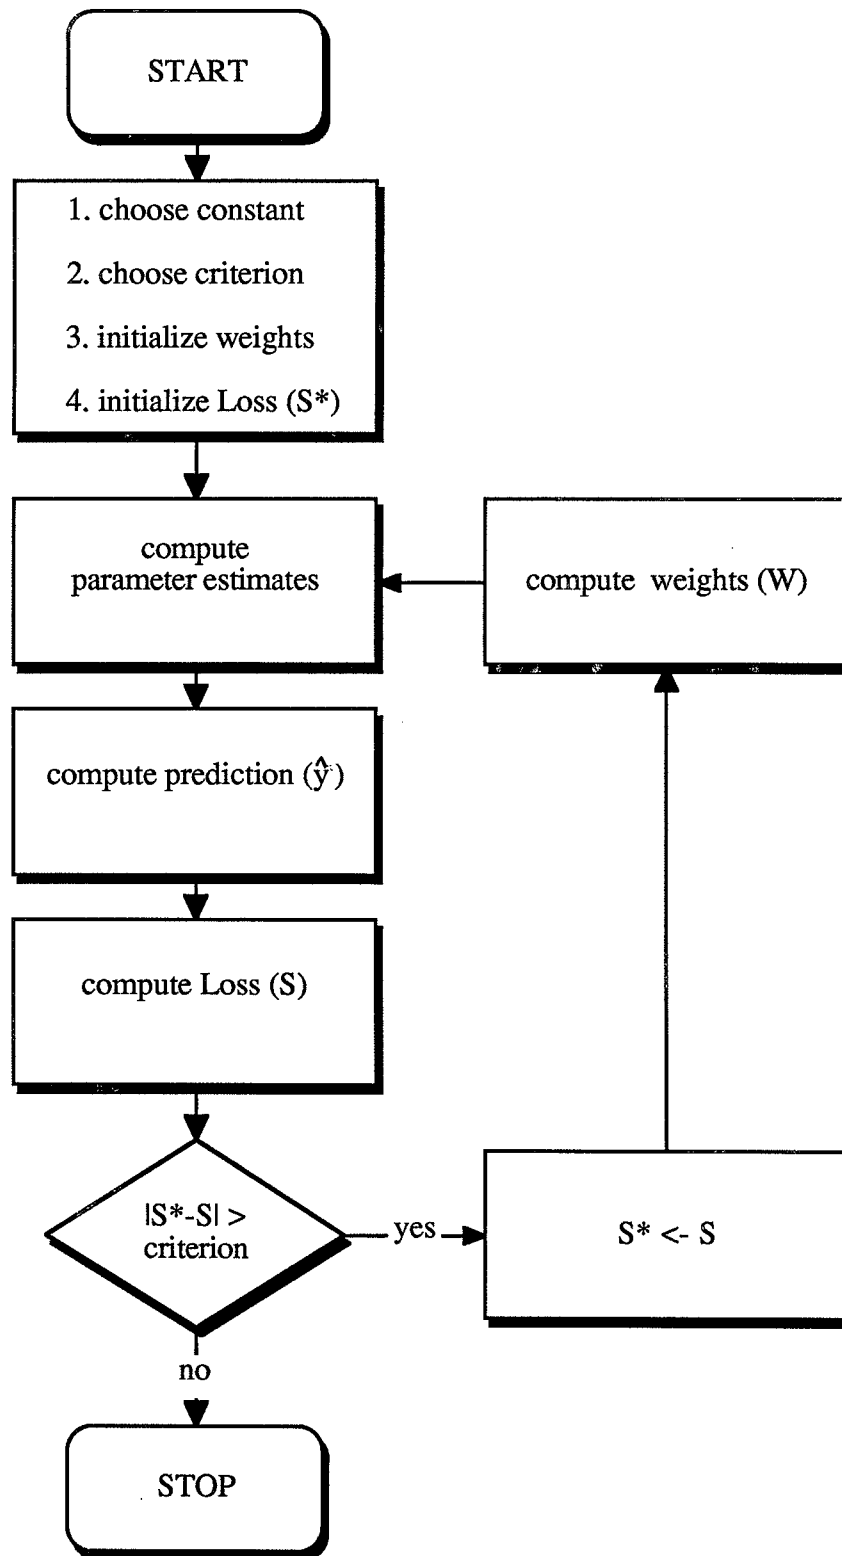 START
1. choose constant
2. choose criterion
3. initialize weights
4. initialize Loss (S*)
compute
parameter estimates
compute weights (W)
compute prediction (ŷ)
compute Loss (S)
|S*-S| >
criterion
yes
S* <- S
no
STOP